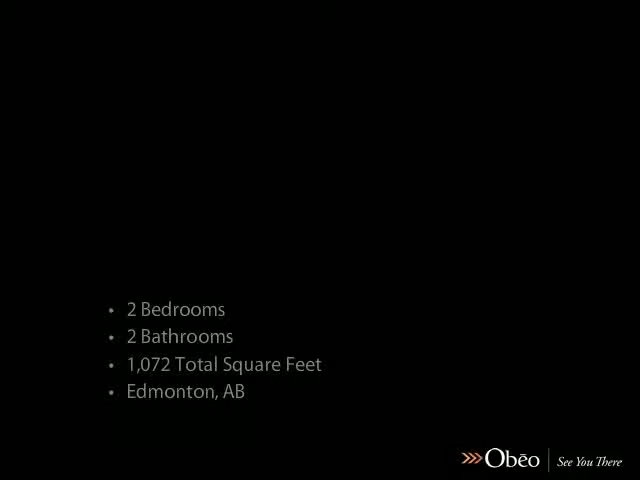 • 2 Bedrooms
• 2 Bathrooms
• 1,072 Total Square Feet
• Edmonton, AB
Obēo | See You There